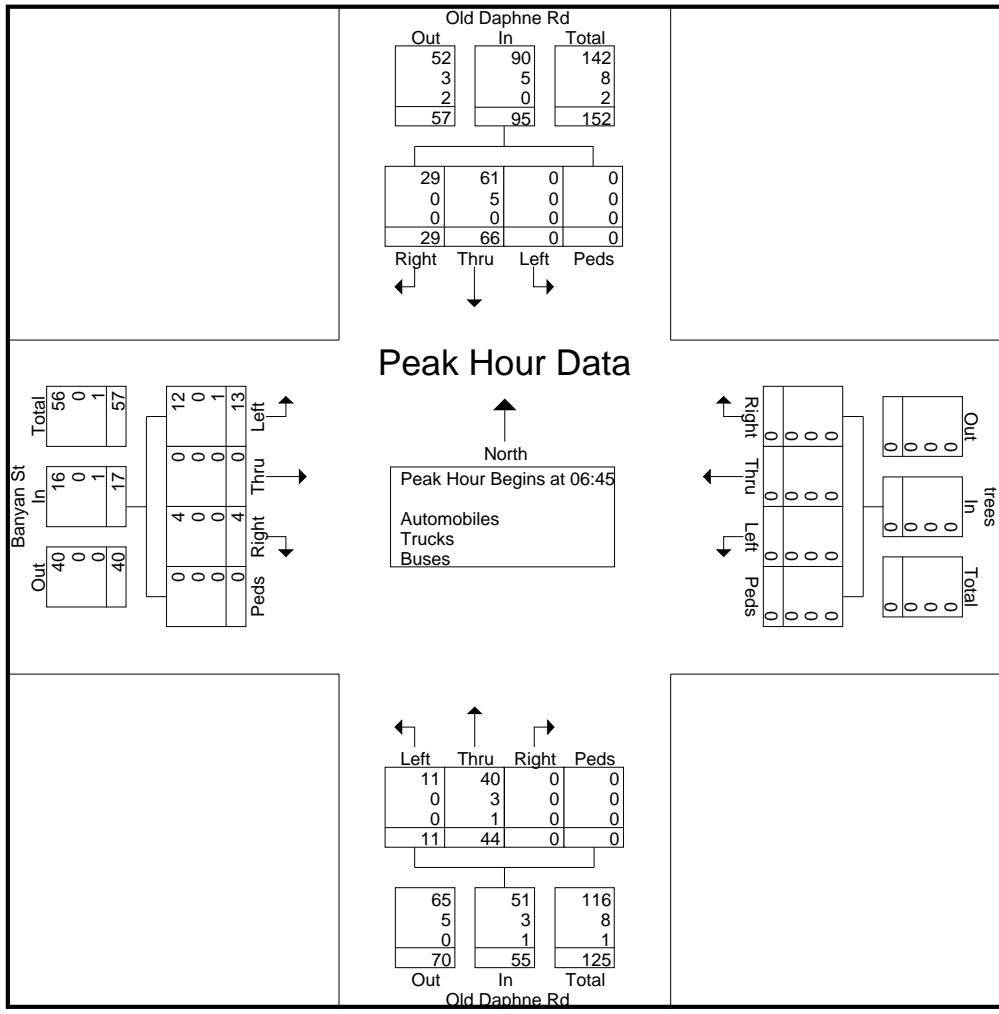 Old Daphne Rd
Out In Total
52 90 142
3 5 8
2 0 2
57 95 152
29 61 0 0
0 5 0 0
0 0 0 0
29 66 0 0
Right Thru Left Peds
Peak Hour Data
North
Peak Hour Begins at 06:45
Automobiles
Trucks
Buses
Banyan St
Total
56 0 1 57
In
16 0 1 17
Out
40 0 0 40
12 0 1 13
Left
0 0 0 0
Thru
4 0 0 4
Right
0 0 0 0
Peds
Right
0 0 0 0
Thru
0 0 0 0
Left
0 0 0 0
Peds
0 0 0 0
Out
0 0 0 0
In
0 0 0 0
Total
0 0 0 0
trees
Left Thru Right Peds
11 40 0 0
0 3 0 0
0 1 0 0
11 44 0 0
65 51 116
5 3 8
0 1 1
70 55 125
Out In Total
Old Daphne Rd